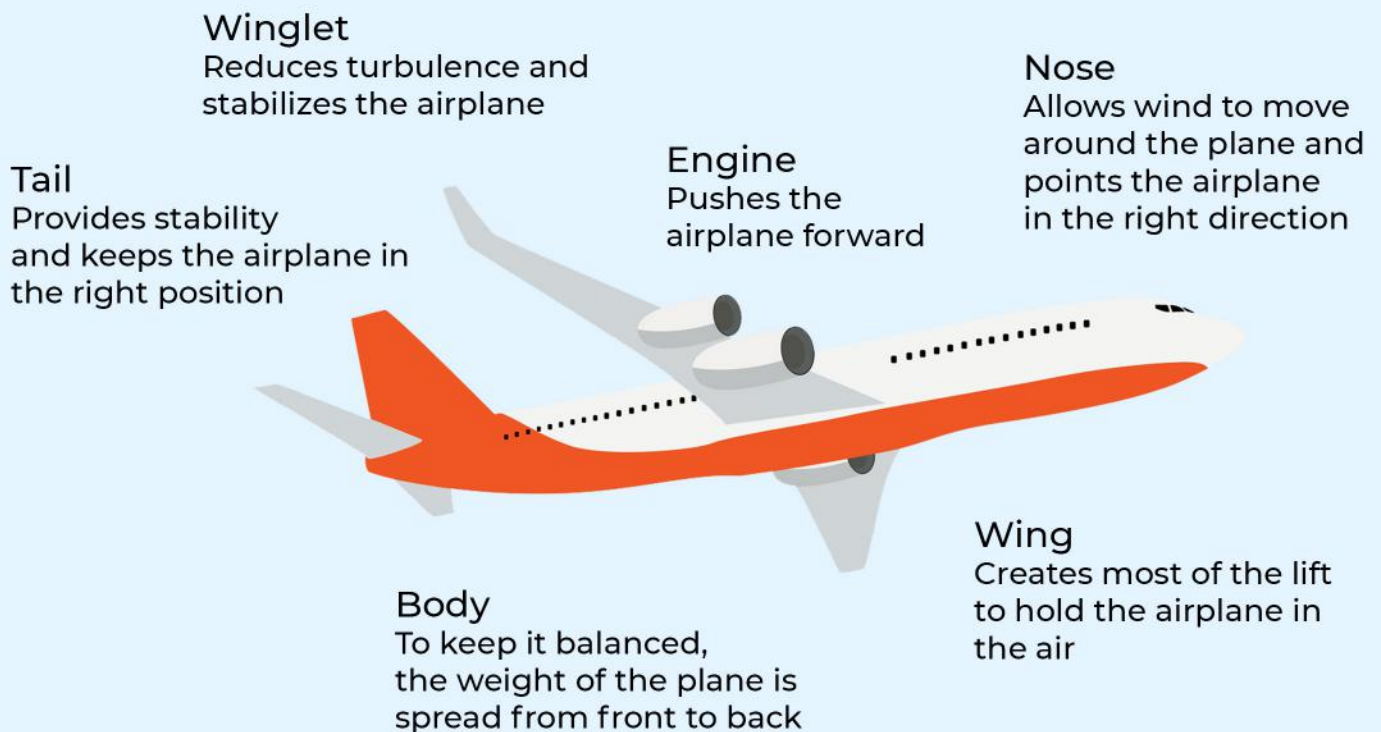 Winglet
Reduces turbulence and
stabilizes the airplane
Nose
Allows wind to move
around the plane and
points the airplane
in the right direction
Tail
Provides stability
and keeps the airplane in
the right position
Engine
Pushes the
airplane forward
Wing
Creates most of the lift
to hold the airplane in
the air
Body
To keep it balanced,
the weight of the plane is
spread from front to back